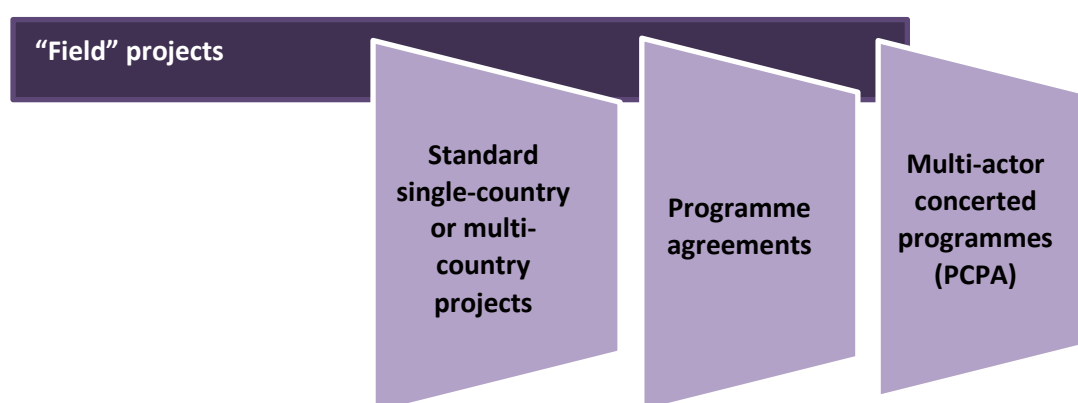 “Field” projects
Standard
single-country
or multi-
country
projects
Programme
agreements
Multi-actor
concerted
programmes
(PCPA)